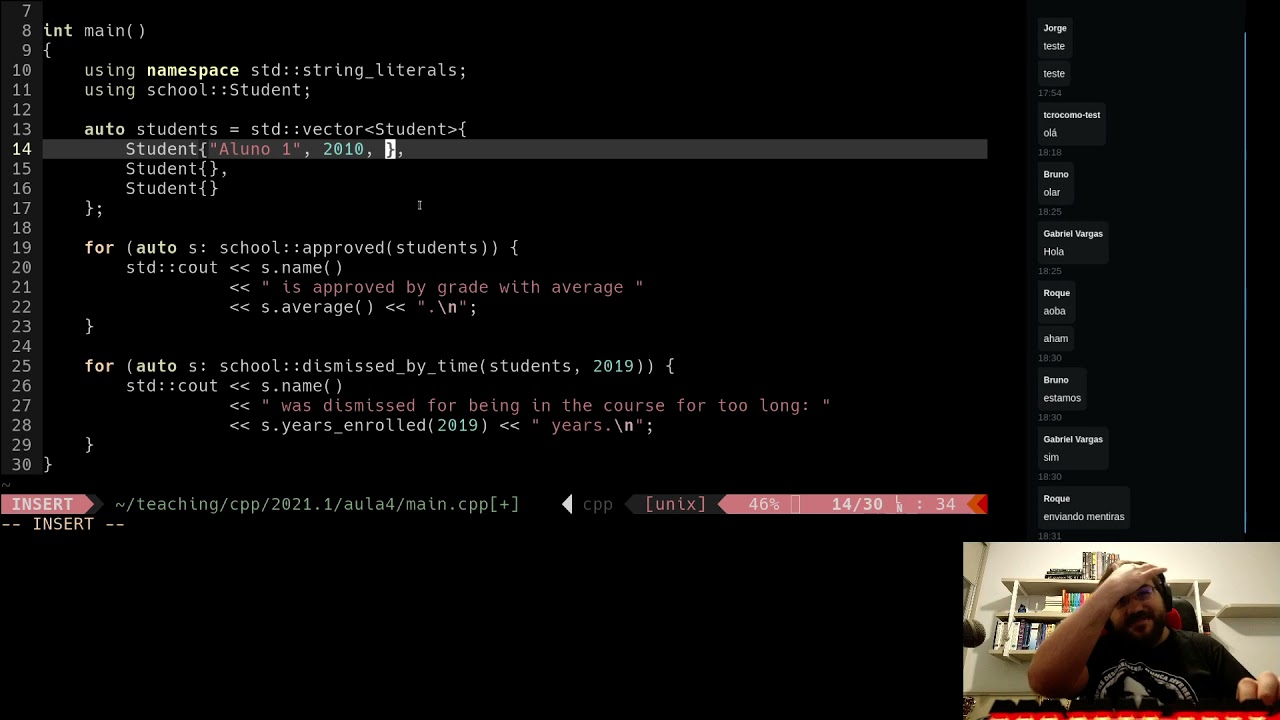 7
8 int main()
9 {
10     using namespace std::string_literals;
11     using school::Student;
12
13     auto students = std::vector<Student>{
14         Student{"Aluno 1", 2010, },
15         Student{},
16         Student{}
17     };
18
19     for (auto s: school::approved(students)) {
20         std::cout << s.name()
21                   << " is approved by grade with average "
22                   << s.average() << ".\n";
23     }
24
25     for (auto s: school::dismissed_by_time(students, 2019)) {
26         std::cout << s.name()
27                   << " was dismissed for being in the course for too long: "
28                   << s.years_enrolled(2019) << " years.\n";
29     }
30 }
~
INSERT ~/teaching/cpp/2021.1/aula4/main.cpp[+] cpp [unix] 46% 14/30 LN : 34
-- INSERT --
Jorge
teste
teste
17:54
tcrocomo-test
olá
18:18
Bruno
olar
18:25
Gabriel Vargas
Hola
18:25
Roque
aoba
aham
18:30
Bruno
estamos
18:30
Gabriel Vargas
sim
18:30
Roque
enviando mentiras
18:31